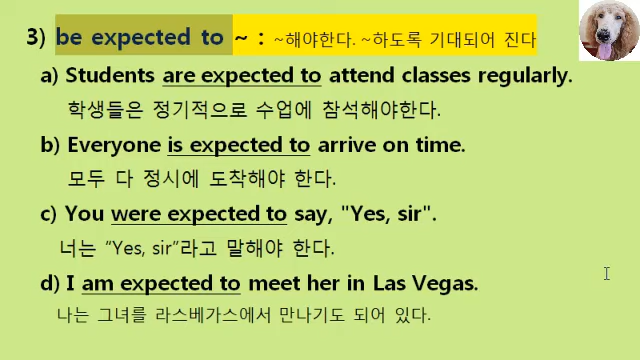 3) be expected to ~ : ~해야한다. ~하도록 기대되어 진다
a) Students are expected to attend classes regularly.
학생들은 정기적으로 수업에 참석해야한다.
b) Everyone is expected to arrive on time.
모두 다 정시에 도착해야 한다.
c) You were expected to say, "Yes, sir".
너는 “Yes, sir”라고 말해야 한다.
d) I am expected to meet her in Las Vegas.
나는 그녀를 라스베가스에서 만나기도 되어 있다.